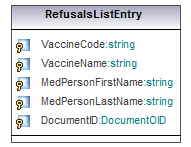 RefusalsListEntry
VaccineCode:string
VaccineName:string
MedPersonFirstName:string
MedPersonLastName:string
DocumentID:DocumentOID